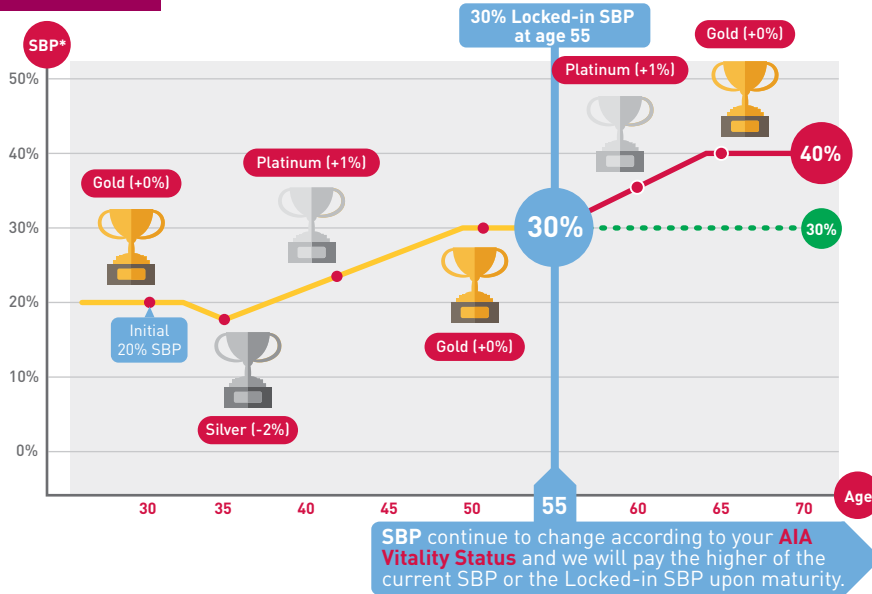 30% Locked-in SBP
at age 55
SBP*
Gold (+0%)
Platinum (+1%)
50%
40%
30%
20%
10%
0%
Gold (+0%)
Platinum (+1%)
40%
30%
30%
Initial
20% SBP
Gold (+0%)
Silver (-2%)
30
35
40
45
50
55
60
65
70
Age
SBP continue to change according to your AIA
Vitality Status and we will pay the higher of the
current SBP or the Locked-in SBP upon maturity.